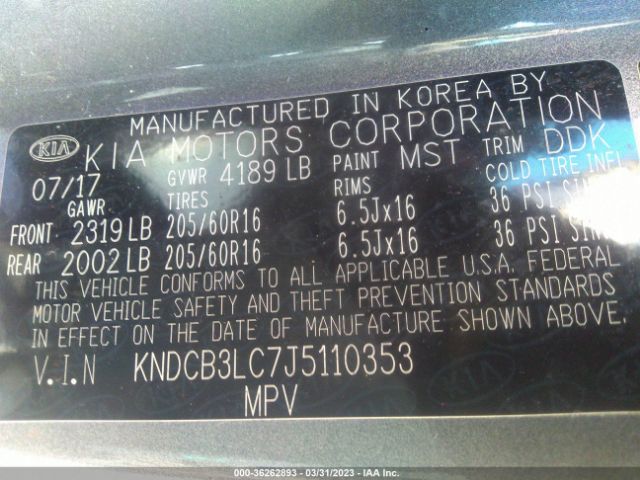 MANUFACTURED IN KOREA BY
KIA KIA MOTORS CORPORATION
07/17 GVWR 4189 LB PAINT MST TRIM DDK
GAWR TIRES RIMS COLD TIRE INFL
FRONT 2319 LB 205/60R16 6.5Jx16 36 PSI
REAR 2002 LB 205/60R16 6.5Jx16 36 PSI
THIS VEHICLE CONFORMS TO ALL APPLICABLE U.S.A. FEDERAL
MOTOR VEHICLE SAFETY AND THEFT PREVENTION STANDARDS
IN EFFECT ON THE DATE OF MANUFACTURE SHOWN ABOVE.
V.I.N KNDCB3LC7J5110353
MPV
000-36262893 - 03/31/2023 - IAA Inc.